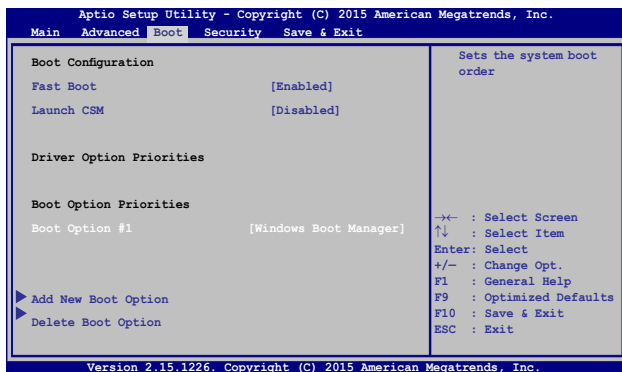 Aptio Setup Utility - Copyright (C) 2015 American Megatrends, Inc.
Main Advanced Boot Security Save & Exit
Boot Configuration
Fast Boot [Enabled]
Launch CSM [Disabled]
Driver Option Priorities
Boot Option Priorities
Boot Option #1 [Windows Boot Manager]
Add New Boot Option
Delete Boot Option
Sets the system boot
order
→← : Select Screen
↑↓ : Select Item
Enter: Select
+/— : Change Opt.
F1 : General Help
F9 : Optimized Defaults
F10 : Save & Exit
ESC : Exit
Version 2.15.1226. Copyright (C) 2015 American Megatrends, Inc.